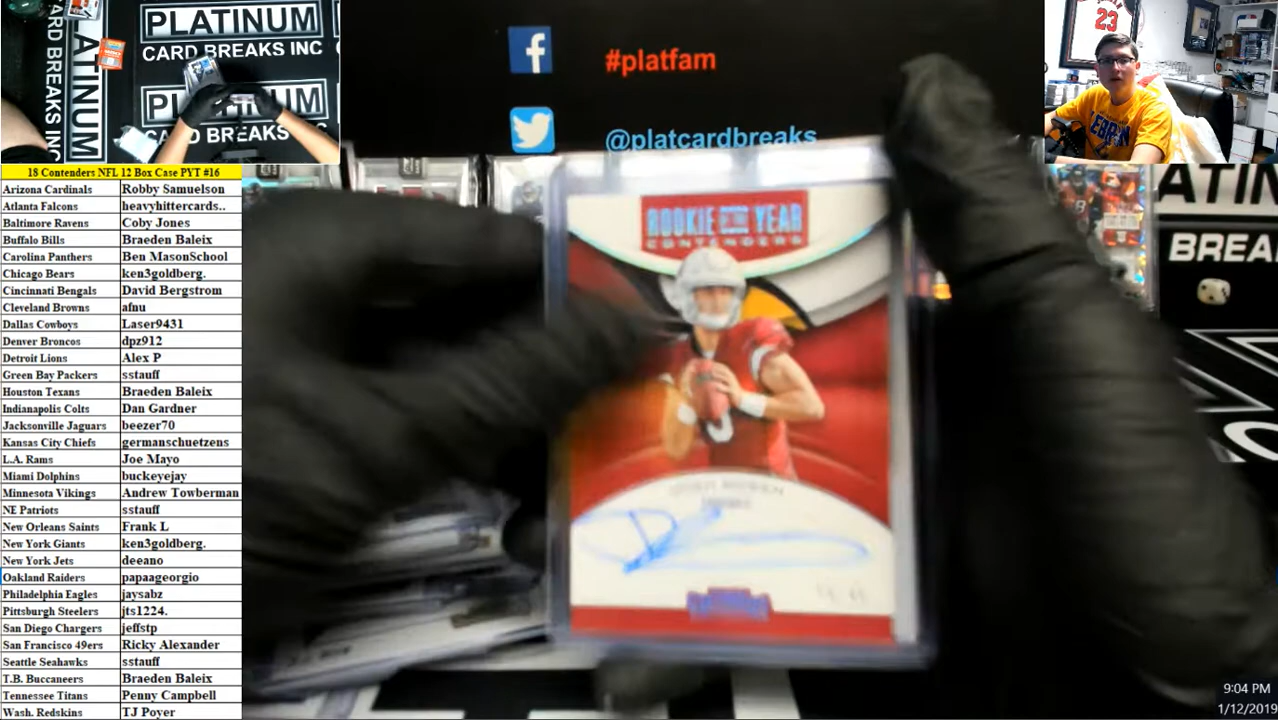 ARD BREAKS INC
PLATINUM
PLATINUM
CARD BREAKS INC
CARD BREAKS INC
#platfam
@platcardbreaks
23
LEBRON
18 Contenders NFL 12 Box Case PYT #16
Arizona Cardinals Robby Samuelson
Atlanta Falcons heavyhittercards..
Baltimore Ravens Coby Jones
Buffalo Bills Braeden Baleix
Carolina Panthers Ben MasonSchool
Chicago Bears ken3goldberg.
Cincinnati Bengals David Bergstrom
Cleveland Browns afnu
Dallas Cowboys Laser9431
Denver Broncos dpz912
Detroit Lions Alex P
Green Bay Packers sstauff
Houston Texans Braeden Baleix
Indianapolis Colts Dan Gardner
Jacksonville Jaguars beezer70
Kansas City Chiefs germanschuetzens
L.A. Rams Joe Mayo
Miami Dolphins buckeyejay
Minnesota Vikings Andrew Towberman
NE Patriots sstauff
New Orleans Saints Frank L
New York Giants ken3goldberg.
New York Jets deeano
Oakland Raiders papaageorgio
Philadelphia Eagles jaysabz
Pittsburgh Steelers jts1224.
San Diego Chargers jeffstp
San Francisco 49ers Ricky Alexander
Seattle Seahawks sstauff
T.B. Buccaneers Braeden Baleix
Tennessee Titans Penny Campbell
Wash. Redskins TJ Poyer
ROOKIE OF THE YEAR
CONTENDERS
BREA
9:04 PM
1/12/2019